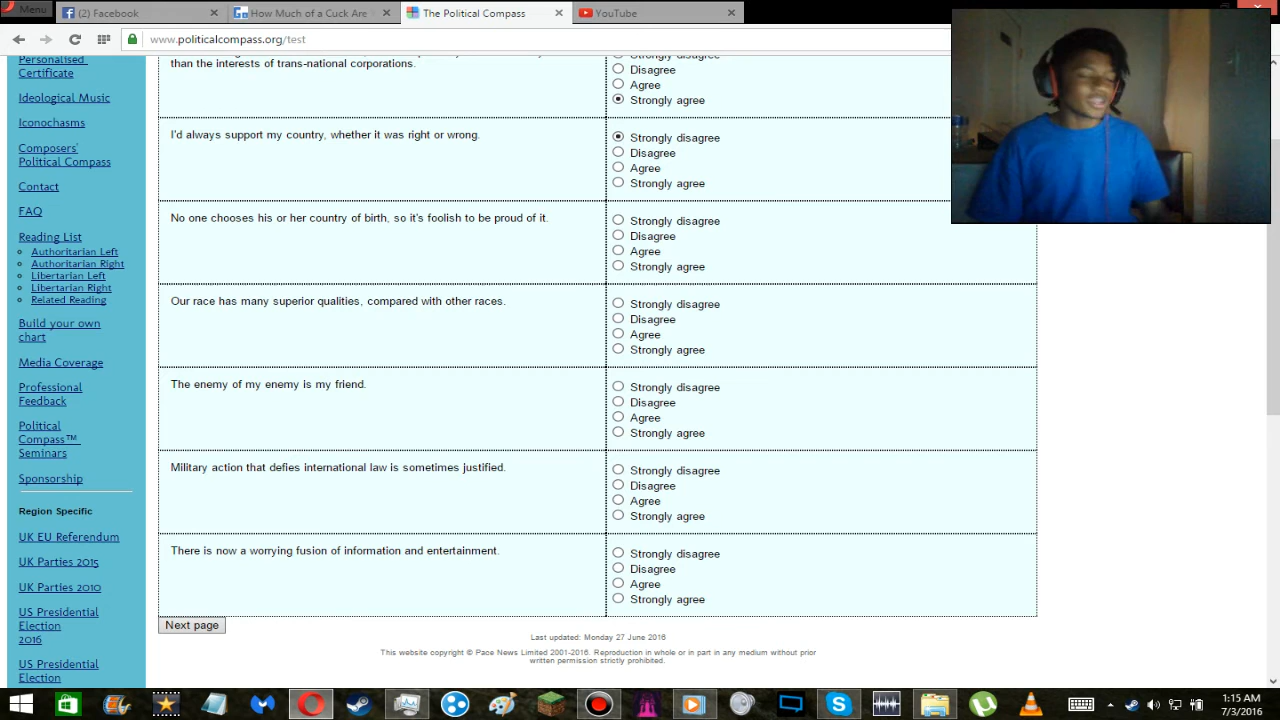 Menu
(2) Facebook
How Much of a Cuck Are
The Political Compass
YouTube
www.politicalcompass.org/test
Personalised
Certificate
Ideological Music
Iconochasms
Composers'
Political Compass
Contact
FAQ
Reading List
Authoritarian Left
Authoritarian Right
Libertarian Left
Libertarian Right
Related Reading
Build your own
chart
Media Coverage
Professional
Feedback
Political
Compass™
Seminars
Sponsorship
Region Specific
UK EU Referendum
UK Parties 2015
UK Parties 2010
US Presidential
Election
2016
US Presidential
Election
than the interests of trans-national corporations.
Strongly disagree
Disagree
Agree
Strongly agree
I'd always support my country, whether it was right or wrong.
Strongly disagree
Disagree
Agree
Strongly agree
No one chooses his or her country of birth, so it's foolish to be proud of it.
Strongly disagree
Disagree
Agree
Strongly agree
Our race has many superior qualities, compared with other races.
Strongly disagree
Disagree
Agree
Strongly agree
The enemy of my enemy is my friend.
Strongly disagree
Disagree
Agree
Strongly agree
Military action that defies international law is sometimes justified.
Strongly disagree
Disagree
Agree
Strongly agree
There is now a worrying fusion of information and entertainment.
Strongly disagree
Disagree
Agree
Strongly agree
Next page
Last updated: Monday 27 June 2016
This website copyright © Pace News Limited 2001-2016. Reproduction in whole or in part in any medium without prior
written permission strictly prohibited.
1:15 AM
7/3/2016